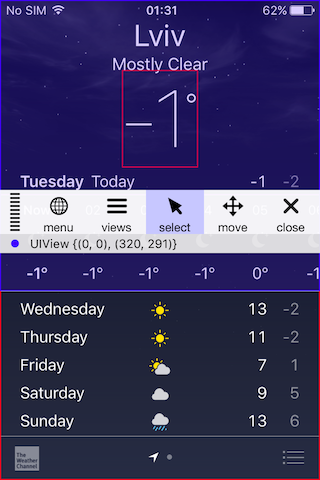 No SIM 01:31 62%
Lviv
Mostly Clear
-1°
Tuesday Today -1 -2
menu views select move close
UIView {(0, 0), (320, 291)}
-1° -1° -1° -1° 0° -1
Wednesday 13 -2
Thursday 11 -2
Friday 7 1
Saturday 9 5
Sunday 13 6
The
Weather
Channel